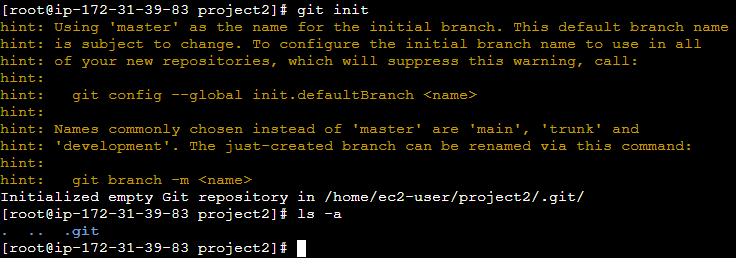 [root@ip-172-31-39-83 project2]# git init
hint: Using 'master' as the name for the initial branch. This default branch name
hint: is subject to change. To configure the initial branch name to use in all
hint: of your new repositories, which will suppress this warning, call:
hint:
hint:   git config --global init.defaultBranch <name>
hint:
hint: Names commonly chosen instead of 'master' are 'main', 'trunk' and
hint: 'development'. The just-created branch can be renamed via this command:
hint:
hint:   git branch -m <name>
Initialized empty Git repository in /home/ec2-user/project2/.git/
[root@ip-172-31-39-83 project2]# ls -a
.  ..  .git
[root@ip-172-31-39-83 project2]#